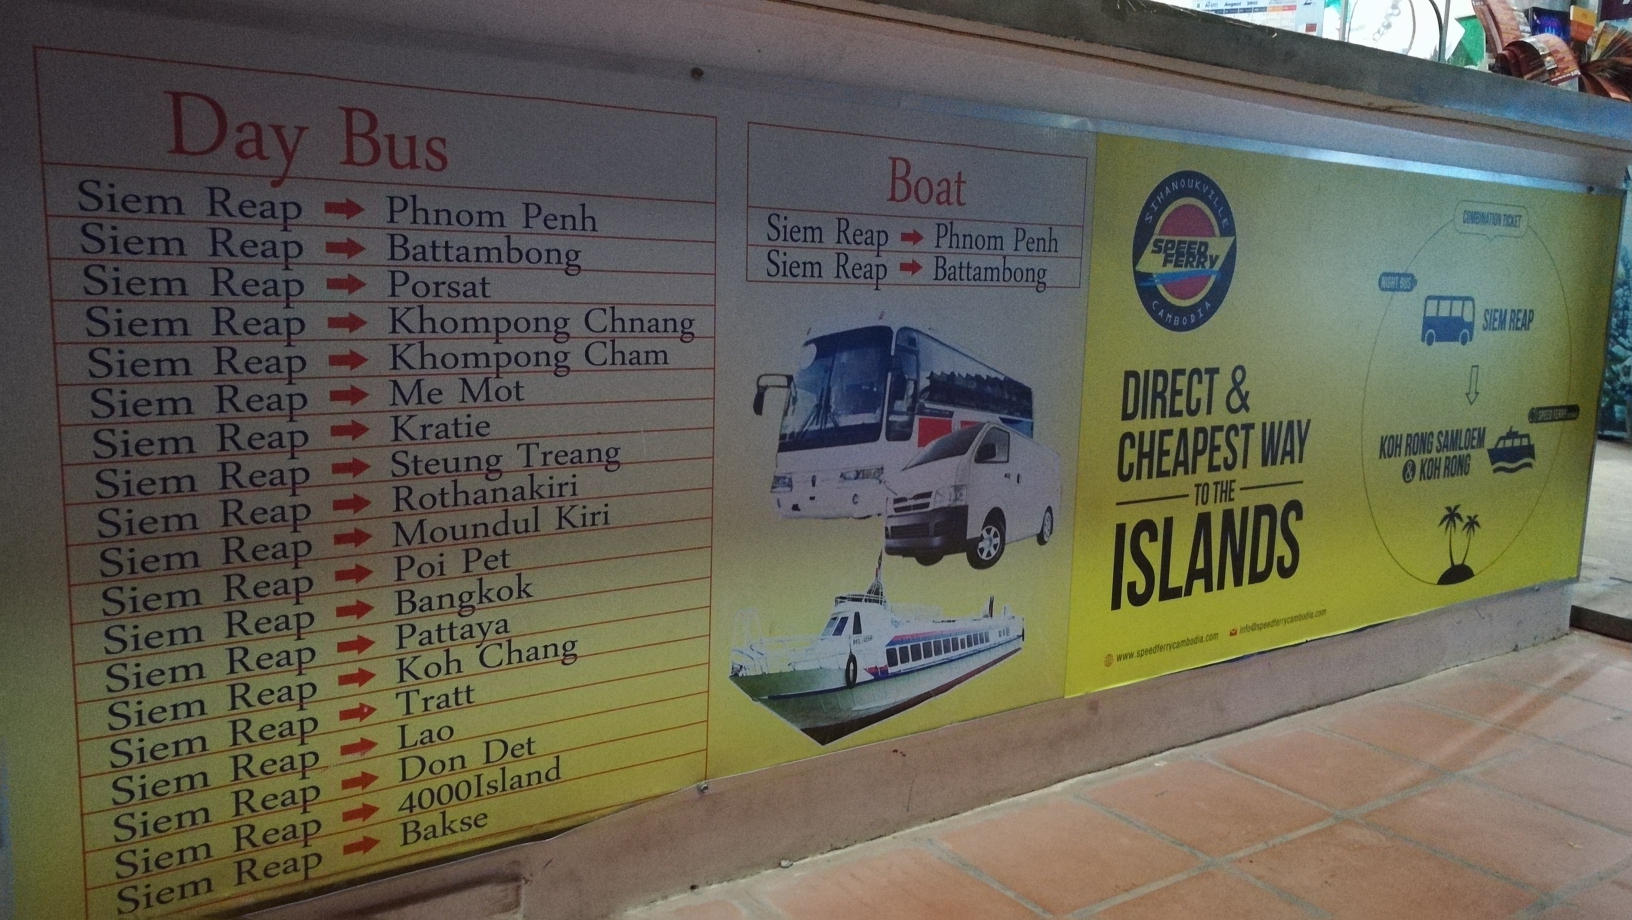 Day Bus
Siem Reap → Phnom Penh
Siem Reap → Battambong
Siem Reap → Porsat
Siem Reap → Khompong Chnang
Siem Reap → Khompong Cham
Siem Reap → Me Mot
Siem Reap → Kratie
Siem Reap → Steung Treang
Siem Reap → Rothanakiri
Siem Reap → Moundul Kiri
Siem Reap → Poi Pet
Siem Reap → Bangkok
Siem Reap → Pattaya
Siem Reap → Koh Chang
Siem Reap → Tratt
Siem Reap → Lao
Siem Reap → Don Det
Siem Reap → 4000Island
Siem Reap → Bakse
Boat
Siem Reap → Phnom Penh
Siem Reap → Battambong
SIHANOUKVILLE
SPEED
FERRY
CAMBODIA
DIRECT &
CHEAPEST WAY
TO THE
ISLANDS
www.speedferrycambodia.com
info@speedferrycambodia.com
COMBINATION TICKET
NIGHT BUS
SIEM REAP
SPEED FERRY
KOH RONG SAMLOEM
& KOH RONG